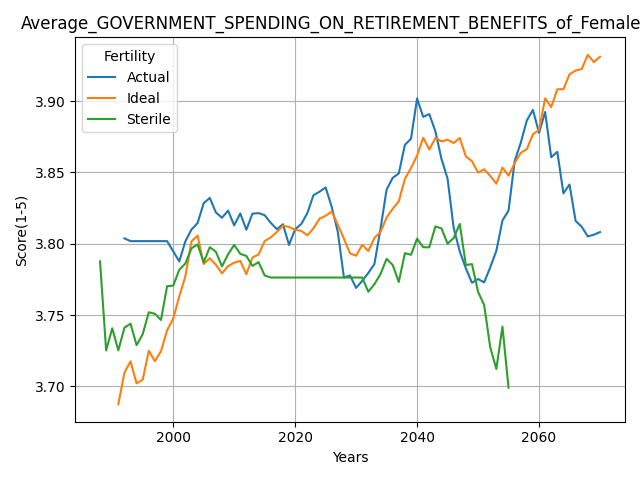 Average_GOVERNMENT_SPENDING_ON_RETIREMENT_BENEFITS_of_Female
Fertility
Actual
Ideal
Sterile
Score(1-5)
3.90
3.85
3.80
3.75
3.70
2000 2020 2040 2060
Years